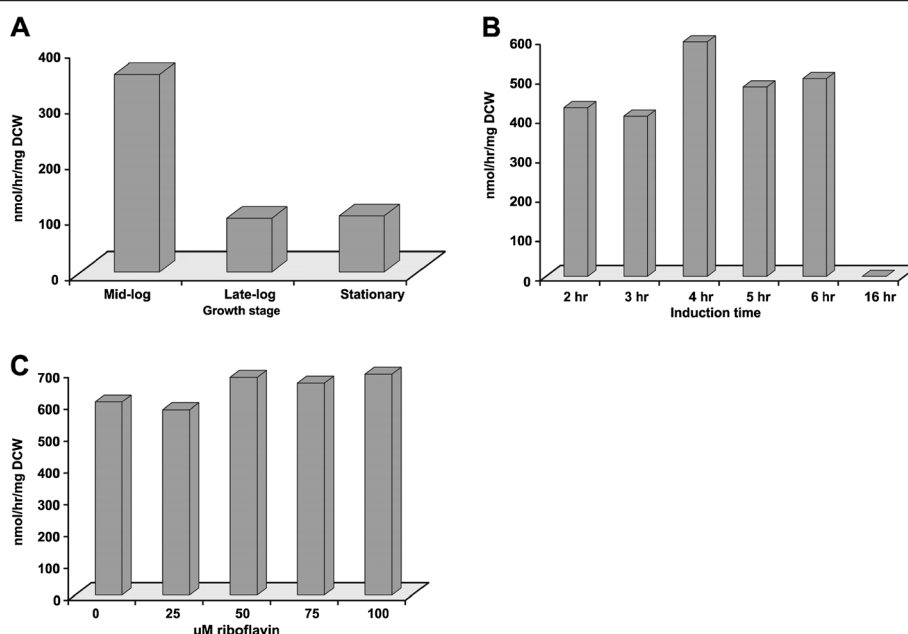 A
nmol/hr/mg DCW
400
300
200
100
0
Mid-log Late-log Stationary
Growth stage
B
nmol/hr/mg DCW
600
500
400
300
200
100
0
2 hr 3 hr 4 hr 5 hr 6 hr 16 hr
Induction time
C
nmol/hr/mg DCW
700
600
500
400
300
200
100
0
0 25 50 75 100
uM riboflavin